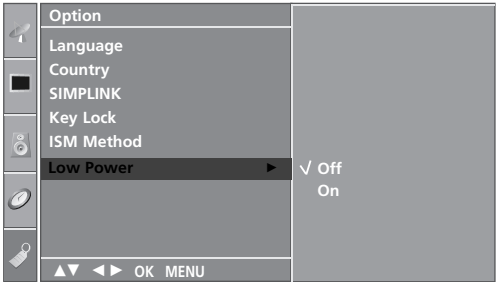 Option
Language
Country
SIMPLINK
Key Lock
ISM Method
Low Power ►
√ Off
On
▲▼ ◄► OK MENU